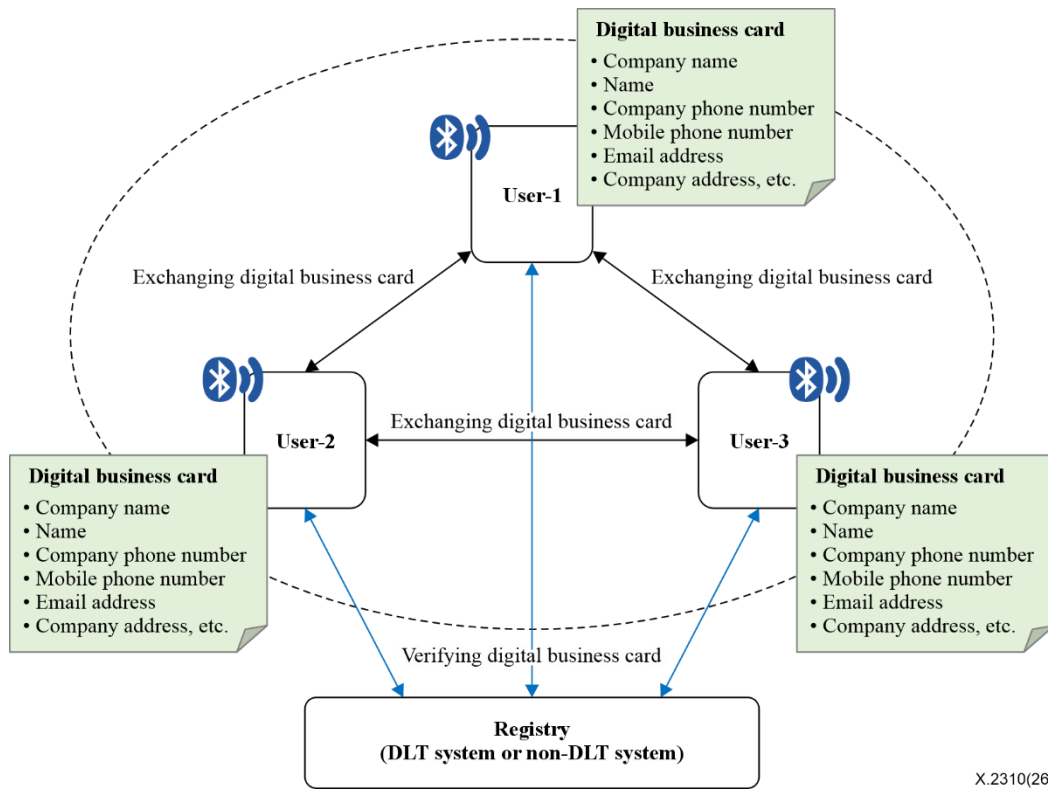 Digital business card
• Company name
• Name
• Company phone number
• Mobile phone number
• Email address
• Company address, etc.
User-1
Exchanging digital business card
Exchanging digital business card
User-2
Exchanging digital business card
User-3
Digital business card
• Company name
• Name
• Company phone number
• Mobile phone number
• Email address
• Company address, etc.
Digital business card
• Company name
• Name
• Company phone number
• Mobile phone number
• Email address
• Company address, etc.
Verifying digital business card
Registry
(DLT system or non-DLT system)
X.2310(26